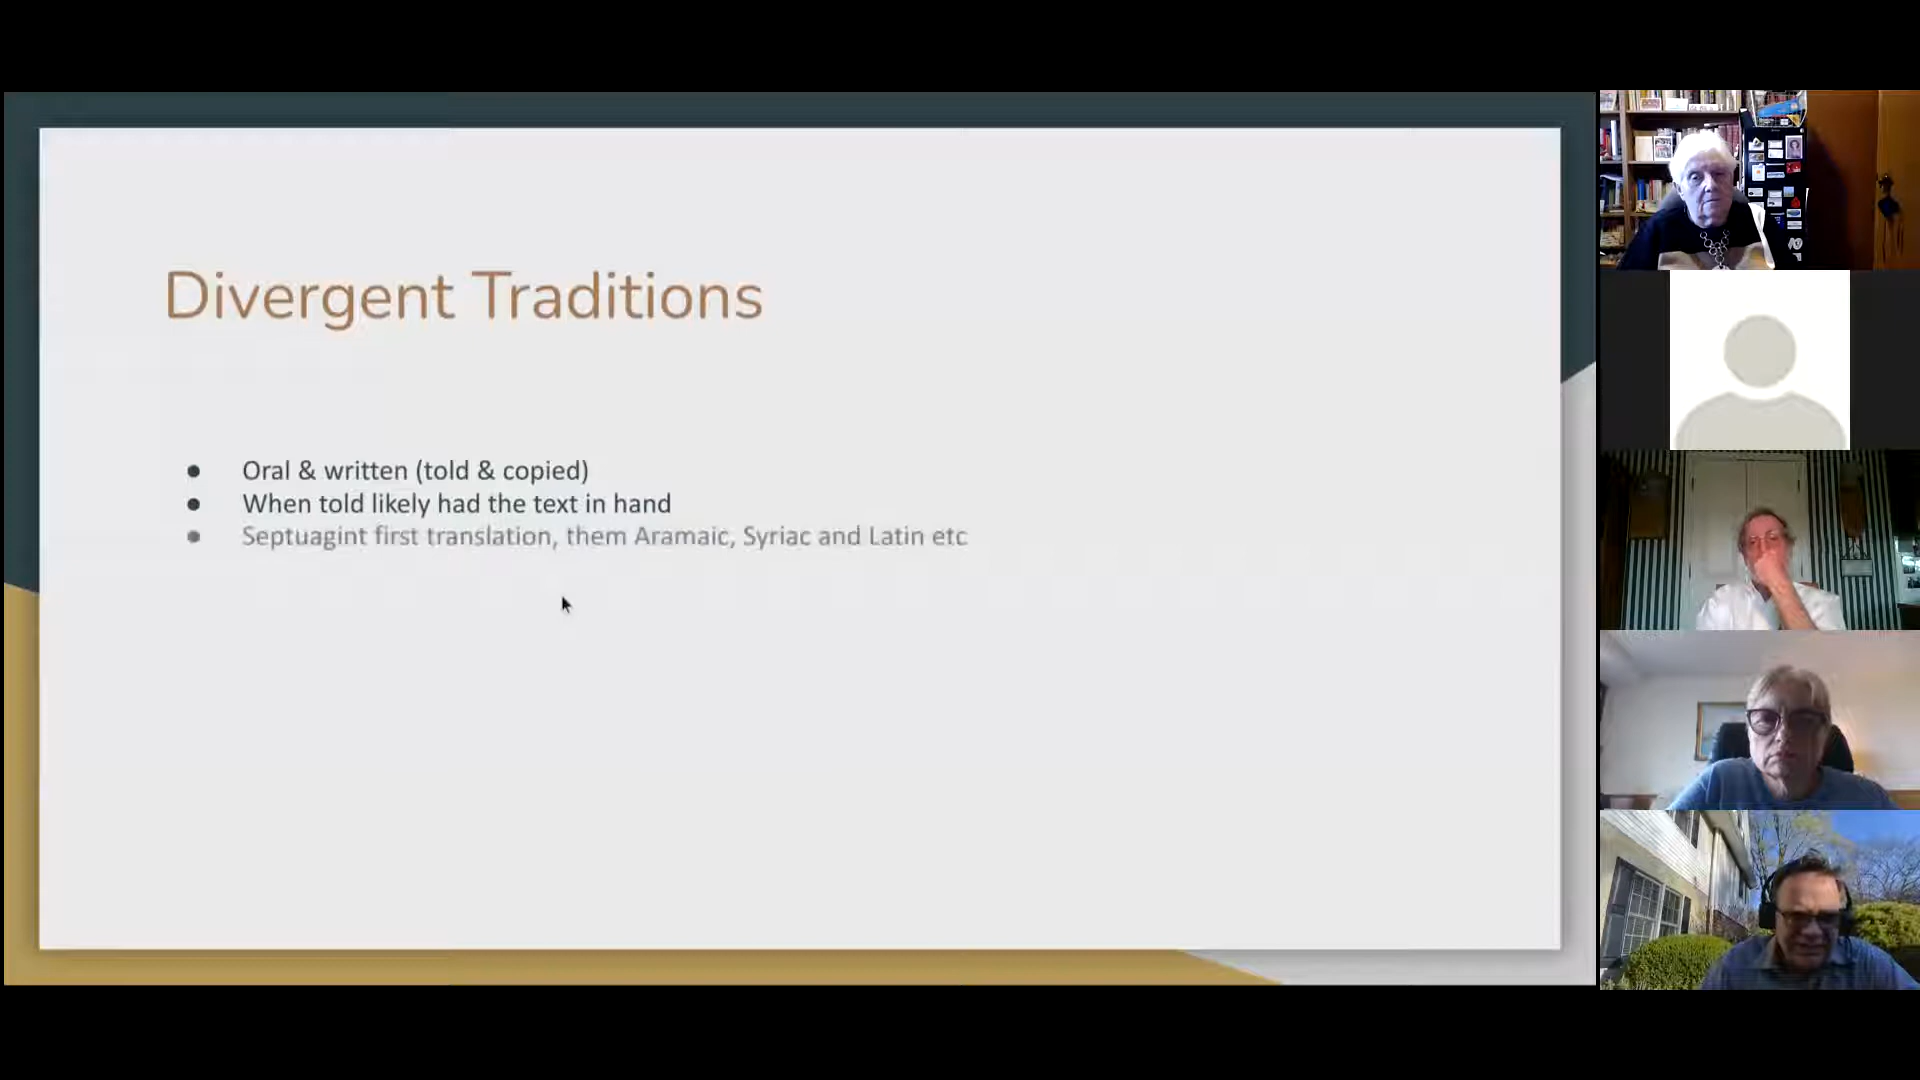 Divergent Traditions
● Oral & written (told & copied)
● When told likely had the text in hand
● Septuagint first translation, them Aramaic, Syriac and Latin etc